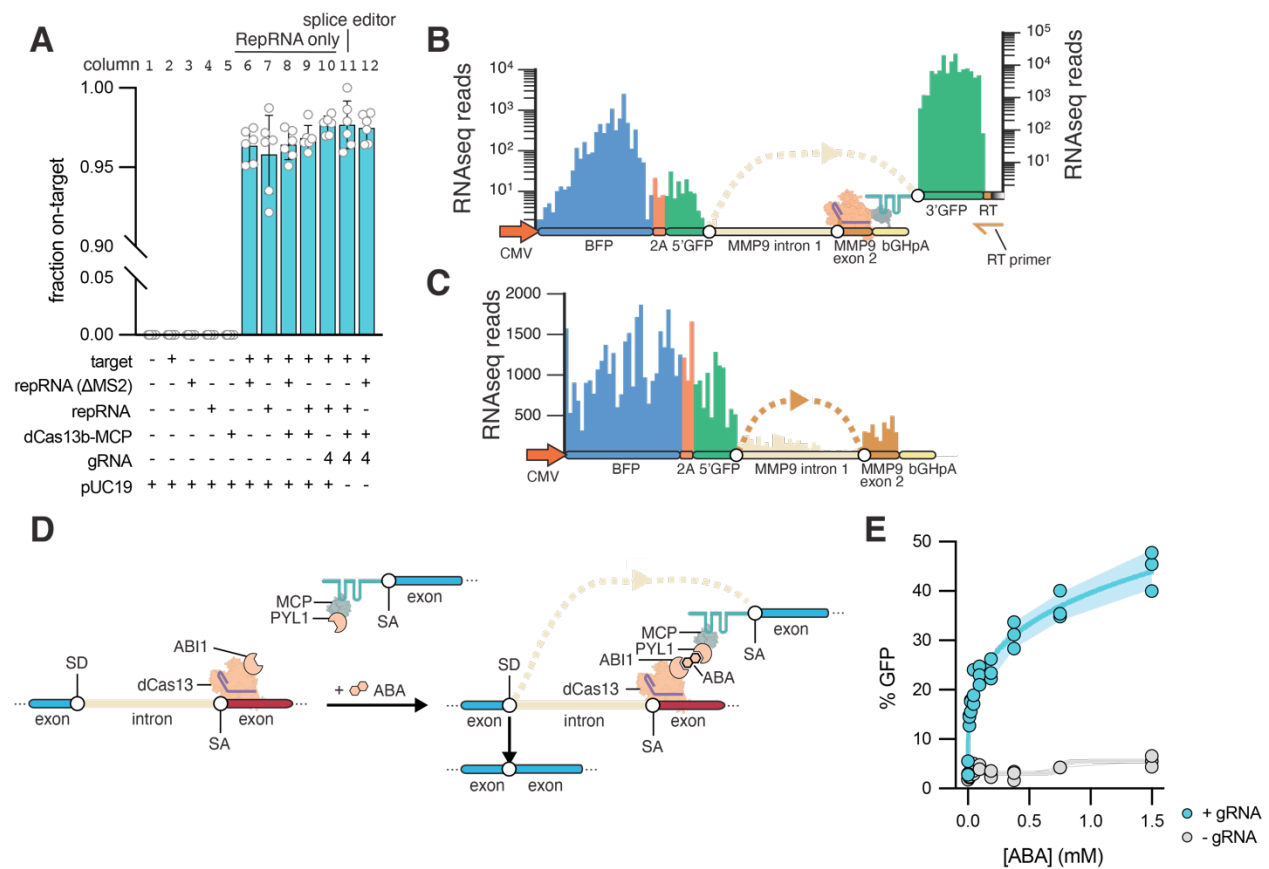 A
splice editor
RepRNA only
column 1 2 3 4 5 6 7 8 9 10 11 12
fraction on-target
1.00
0.95
0.90
0.05
0.00
target - + - - - + + + + + + +
repRNA (ΔMS2) - - + - - + - + - - - +
repRNA - - - + - - + - + + + -
dCas13b-MCP - - - - + - - + + - + +
gRNA - - - - - - - - - 4 4 4
pUC19 + + + + + + + + + + - -
B
RNAseq reads
10⁴
10³
10²
10¹
CMV
BFP
2A
5'GFP
MMP9 intron 1
MMP9 exon 2
bGHpA
3'GFP
RT
RT primer
10⁵
10⁴
10³
10²
10¹
RNAseq reads
C
RNAseq reads
2000
1500
1000
500
CMV
BFP
2A
5'GFP
MMP9 intron 1
MMP9 exon 2
bGHpA
D
MCP
PYL1
SA
exon
ABI1
SD
dCas13
exon
intron
SA
exon
+ ABA
MCP
PYL1
ABI1
ABA
SA
exon
SD
dCas13
exon
intron
SA
exon
exon
exon
E
% GFP
50
40
30
20
10
0
0.0
0.5
1.0
1.5
[ABA] (mM)
+ gRNA
- gRNA